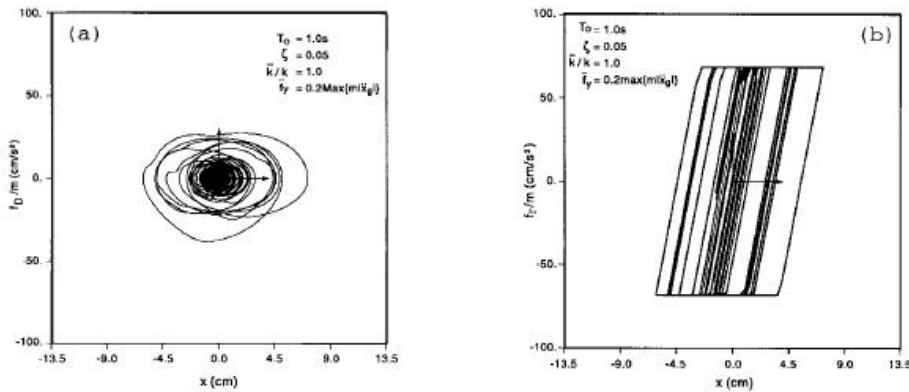 (a)
T₀ = 1.0s
ζ = 0.05
k̄/k = 1.0
f̄y = 0.2Max{m|ẍg|}
100.
50.
0.
-50.
-100.
fD/m (cm/s²)
-13.5 -9.0 -4.5 0.0 4.5 9.0 13.5
x (cm)
(b)
T₀ = 1.0s
ζ = 0.05
k̄/k = 1.0
f̄y = 0.2max{m|ẍg|}
100.
50.
0.
-50.
-100.
/m (cm/s²)
-13.5 -9.0 -4.5 0.0 4.5 9.0 13.5
x (cm)